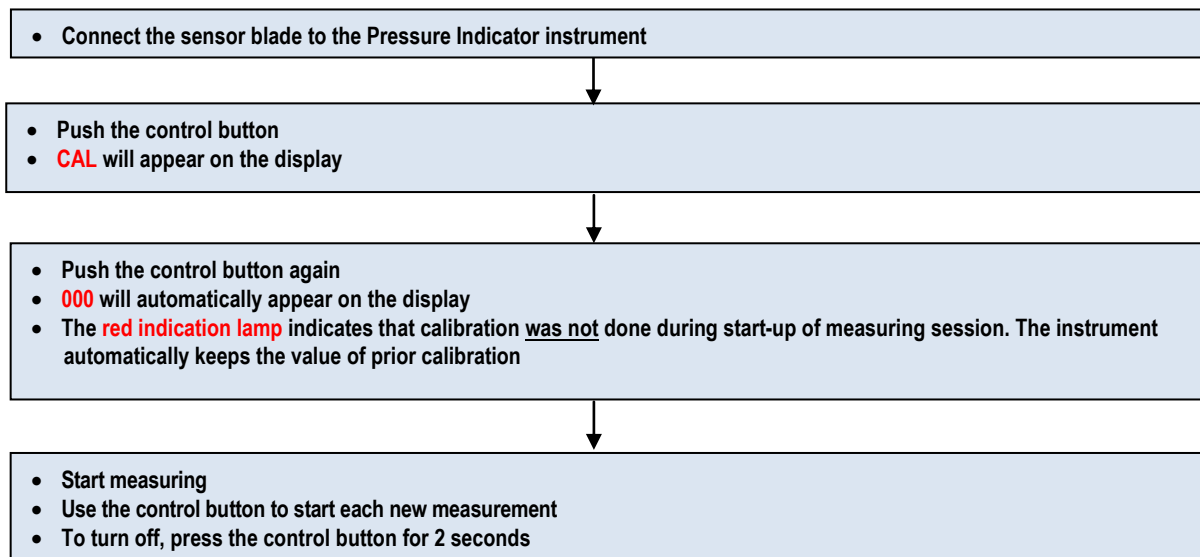 • Connect the sensor blade to the Pressure Indicator instrument
• Push the control button
• CAL will appear on the display
• Push the control button again
• 000 will automatically appear on the display
• The red indication lamp indicates that calibration was not done during start-up of measuring session. The instrument
automatically keeps the value of prior calibration
• Start measuring
• Use the control button to start each new measurement
• To turn off, press the control button for 2 seconds